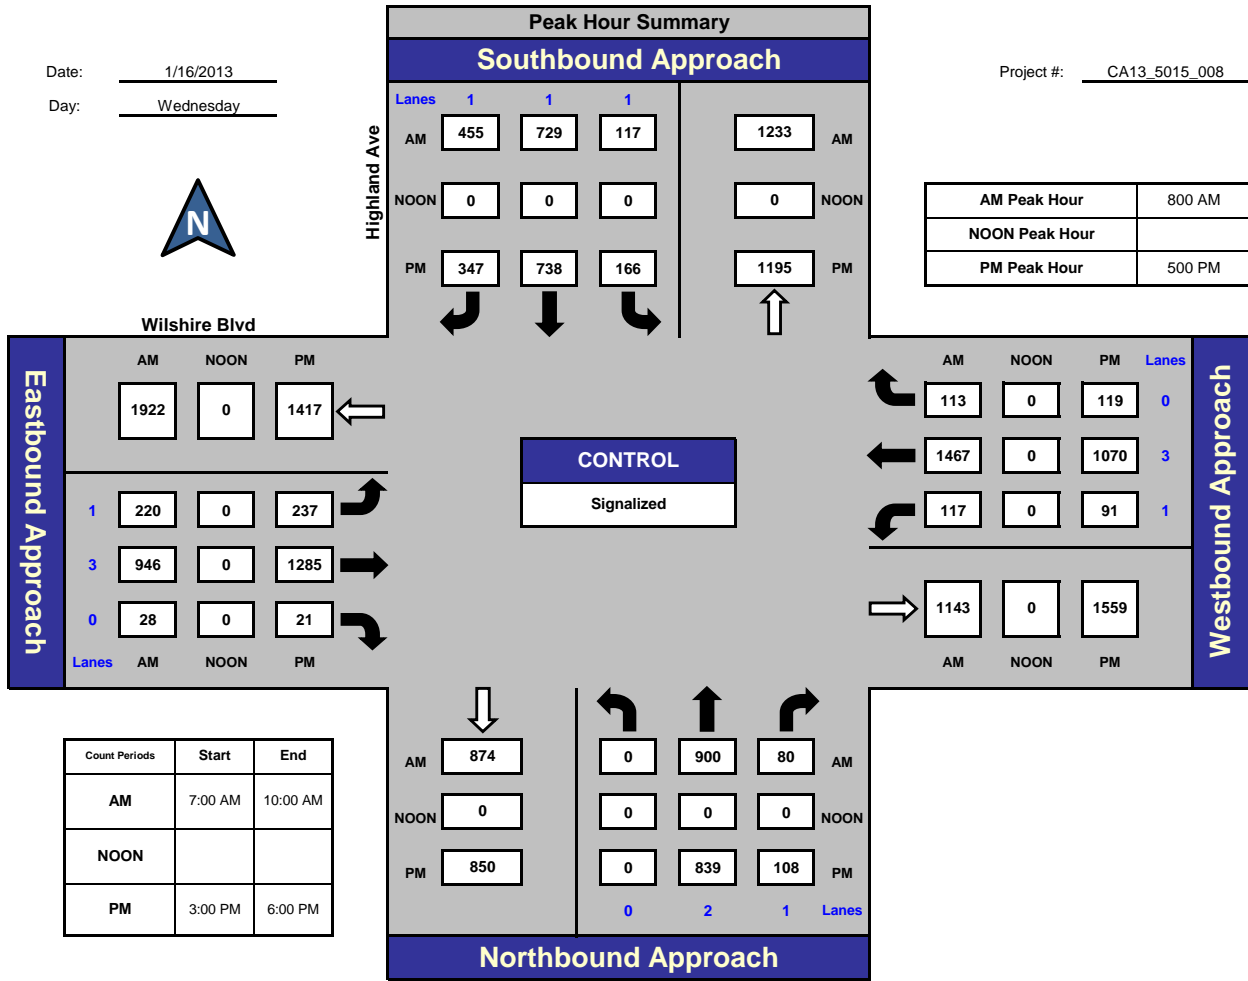 Peak Hour Summary
Southbound Approach
Date: 1/16/2013
Project #: CA13_5015_008
Day: Wednesday
Highland Ave
Lanes 1 1 1
AM 455 729 117 1233 AM
NOON 0 0 0 0 NOON
PM 347 738 166 1195 PM
N
AM Peak Hour 800 AM
NOON Peak Hour
PM Peak Hour 500 PM
Wilshire Blvd
Eastbound Approach
AM NOON PM
1922 0 1417
1 220 0 237
3 946 0 1285
0 28 0 21
Lanes AM NOON PM
CONTROL
Signalized
AM NOON PM Lanes
113 0 119 0
1467 0 1070 3
117 0 91 1
1143 0 1559
AM NOON PM
Westbound Approach
Count Periods Start End
AM 7:00 AM 10:00 AM
NOON
PM 3:00 PM 6:00 PM
AM 874 0 900 80 AM
NOON 0 0 0 0 NOON
PM 850 0 839 108 PM
0 2 1 Lanes
Northbound Approach